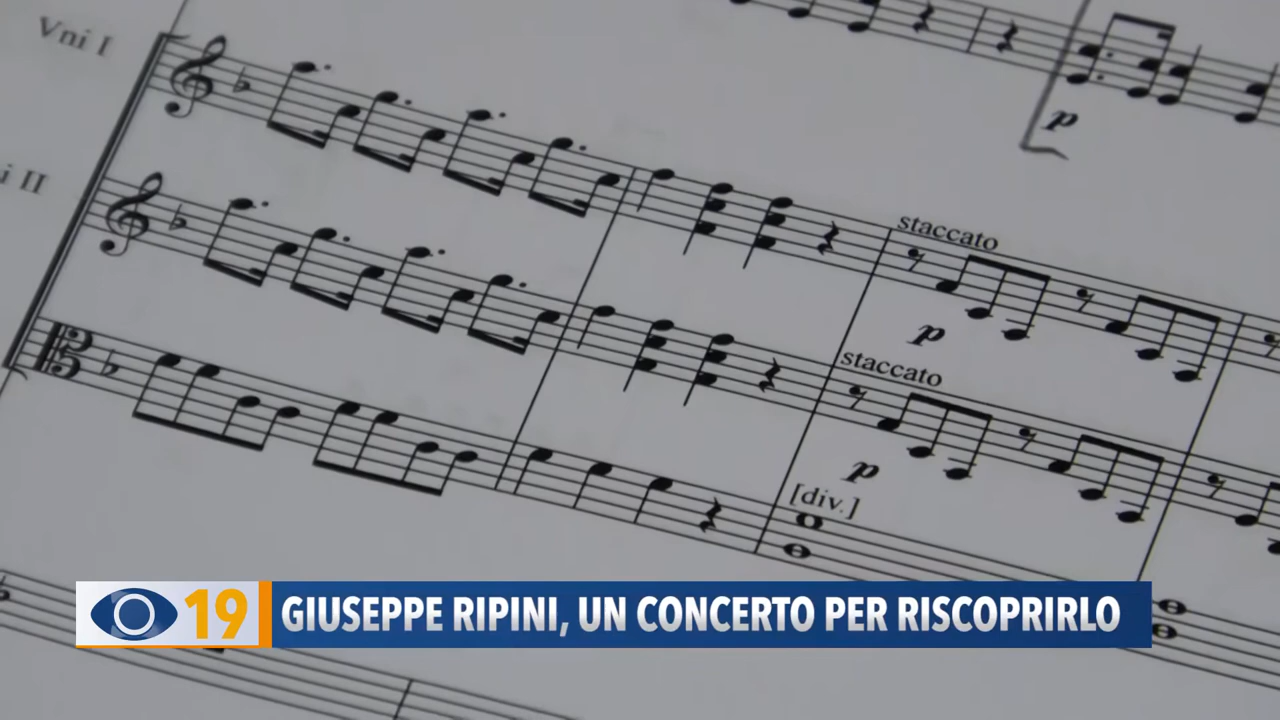 Vni I
p
i II
staccato
p
staccato
p
[div.]
19
GIUSEPPE RIPINI, UN CONCERTO PER RISCOPRIRLO